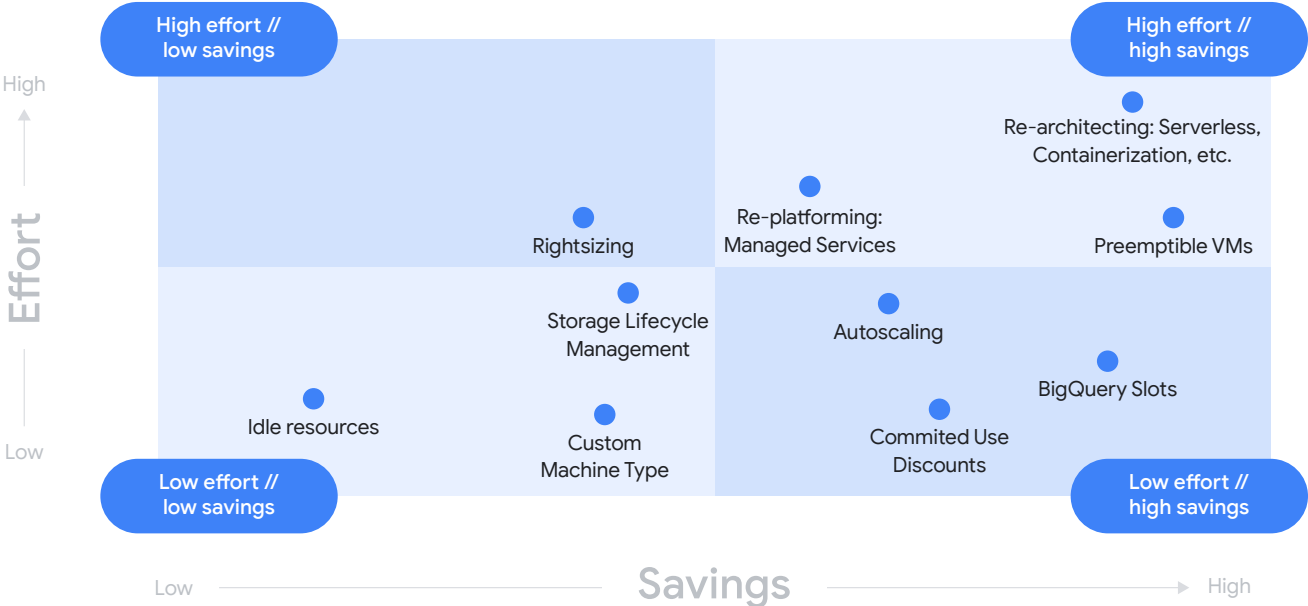 High effort //
low savings
High effort //
high savings
High
Re-architecting: Serverless,
Containerization, etc.
Re-platforming:
Managed Services
Rightsizing
Preemptible VMs
Effort
Storage Lifecycle
Management
Autoscaling
BigQuery Slots
Idle resources
Custom
Machine Type
Commited Use
Discounts
Low
Low effort //
low savings
Low effort //
high savings
Low
Savings
High